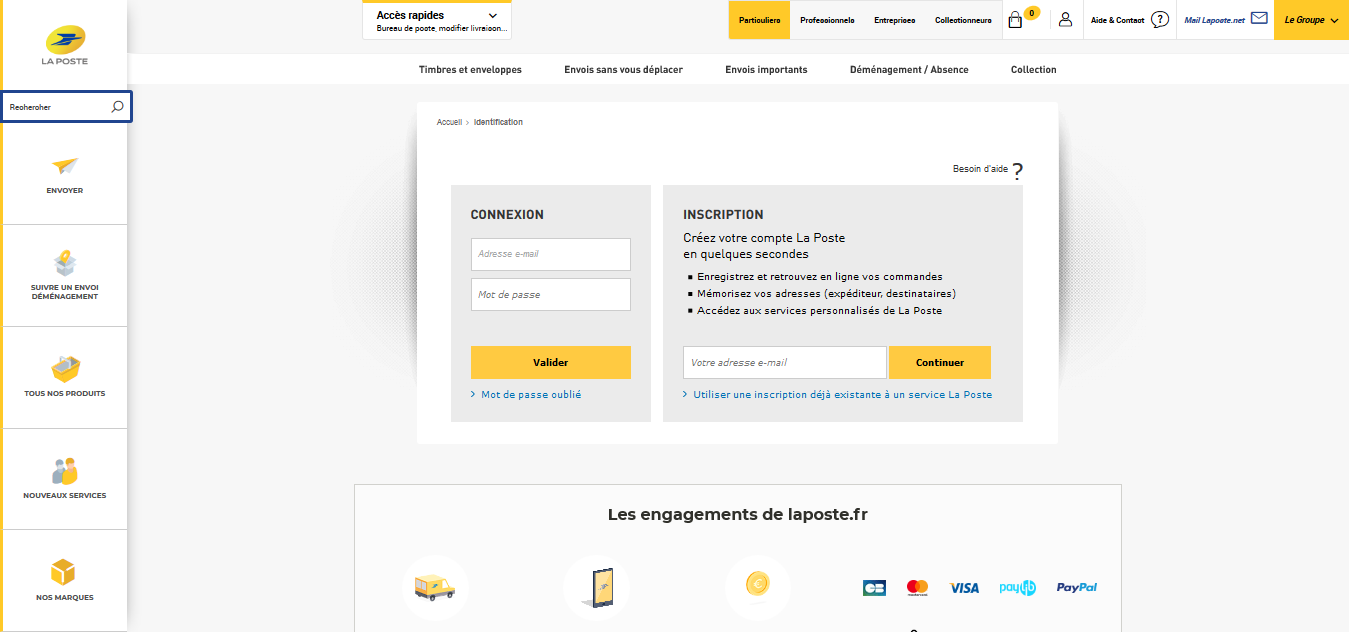 LA POSTE
Rechercher
ENVOYER
SUIVRE UN ENVOI
DÉMÉNAGEMENT
TOUS NOS PRODUITS
NOUVEAUX SERVICES
NOS MARQUES
Accès rapides
Bureau de poste, modifier livraison...
Particuliers
Professionnels
Entreprises
Collectionneurs
0
Aide & Contact ?
Mail Laposte.net
Le Groupe
Timbres et enveloppes
Envois sans vous déplacer
Envois importants
Déménagement / Absence
Collection
Accueil > Identification
Besoin d'aide ?
CONNEXION
Adresse e-mail
Mot de passe
Valider
> Mot de passe oublié
INSCRIPTION
Créez votre compte La Poste
en quelques secondes
▪ Enregistrez et retrouvez en ligne vos commandes
▪ Mémorisez vos adresses (expéditeur, destinataires)
▪ Accédez aux services personnalisés de La Poste
Votre adresse e-mail
Continuer
> Utiliser une inscription déjà existante à un service La Poste
Les engagements de laposte.fr
€
CB
mastercard
VISA
paylib
PayPal